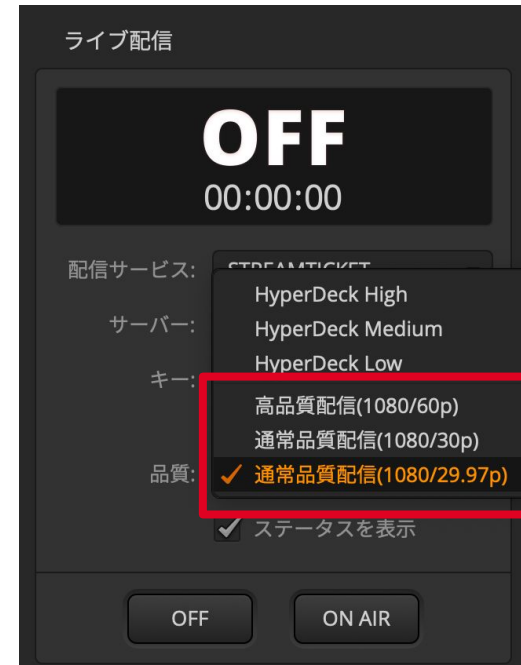 ライブ配信
OFF
00:00:00
配信サービス: STREAMTICKET
サーバー:
キー:
HyperDeck High
HyperDeck Medium
HyperDeck Low
高品質配信(1080/60p)
通常品質配信(1080/30p)
品質: ✓ 通常品質配信(1080/29.97p)
✓ ステータスを表示
OFF ON AIR